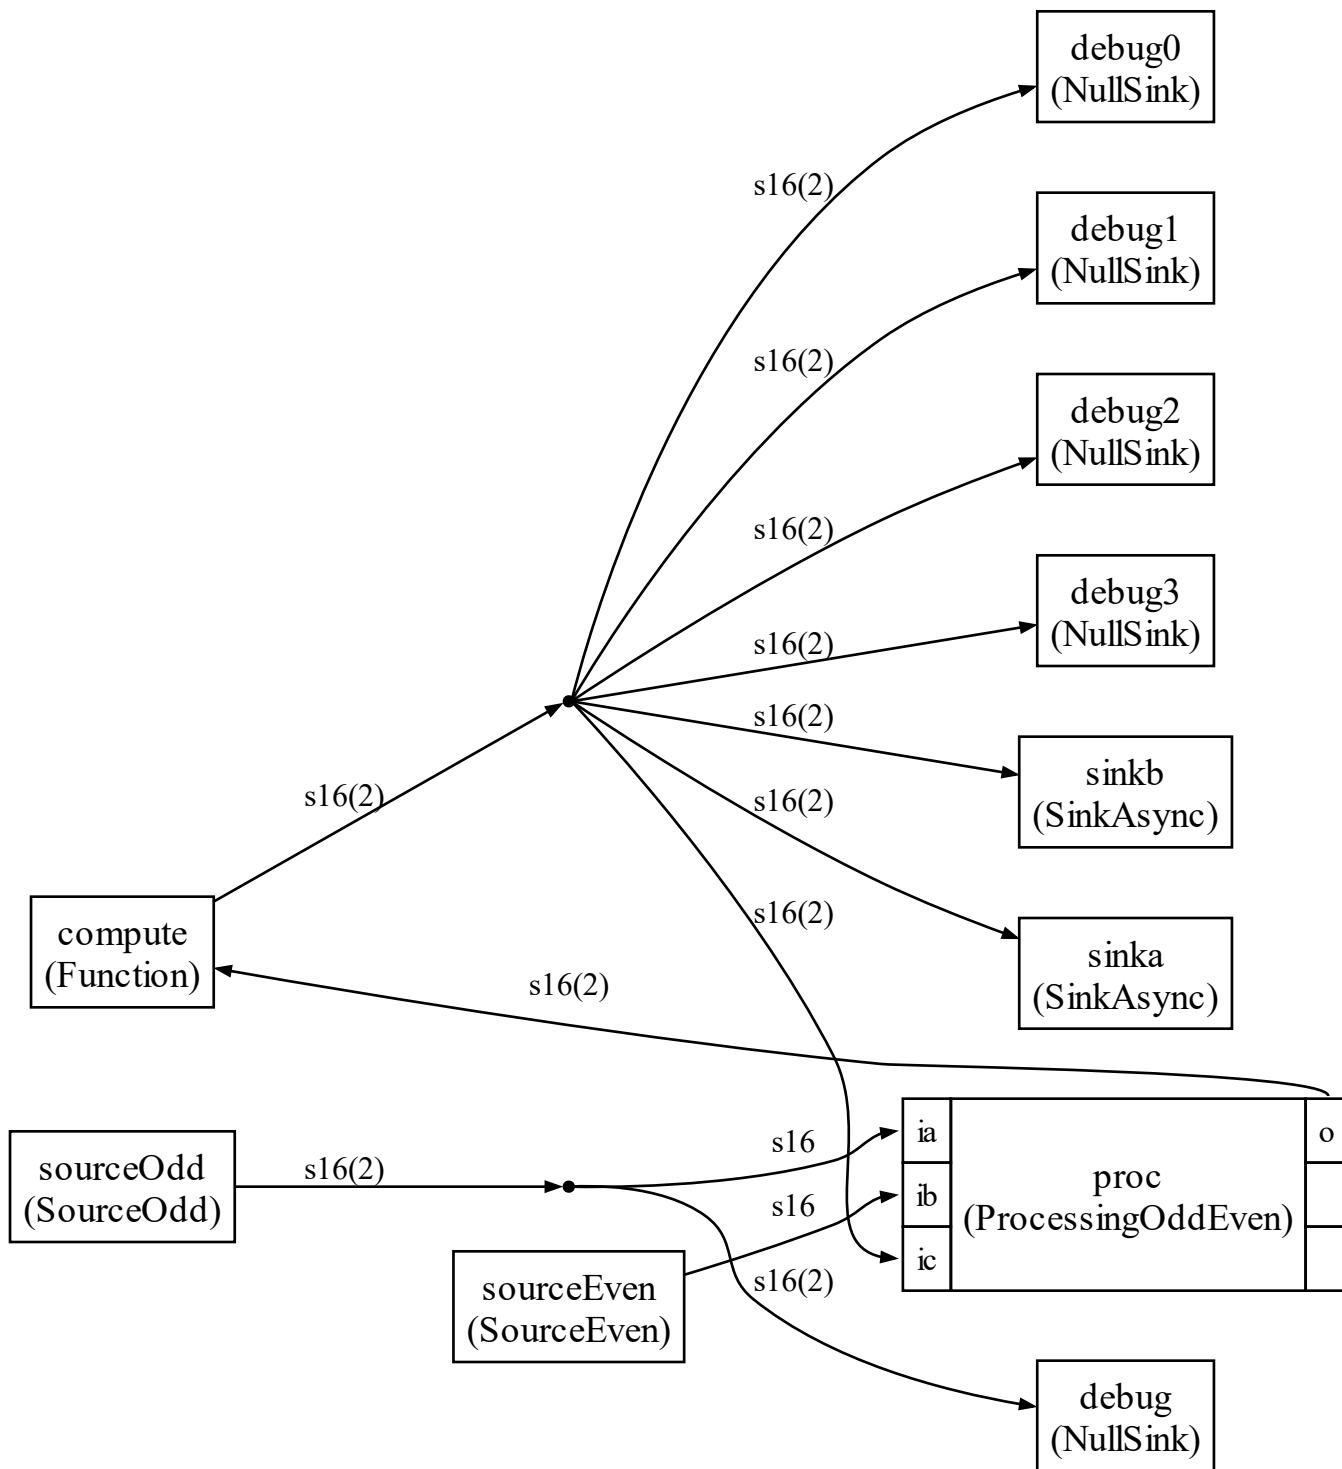 debug0
(NullSink)
s16(2)
debug1
(NullSink)
s16(2)
debug2
(NullSink)
s16(2)
debug3
(NullSink)
s16(2)
s16(2)
sinkb
(SinkAsync)
s16(2)
s16(2)
compute
(Function)
s16(2)
sinka
(SinkAsync)
s16(2)
sourceOdd
(SourceOdd)
s16(2)
s16
s16
ia
ib
ic
proc
(ProcessingOddEven)
o
sourceEven
(SourceEven)
s16(2)
debug
(NullSink)